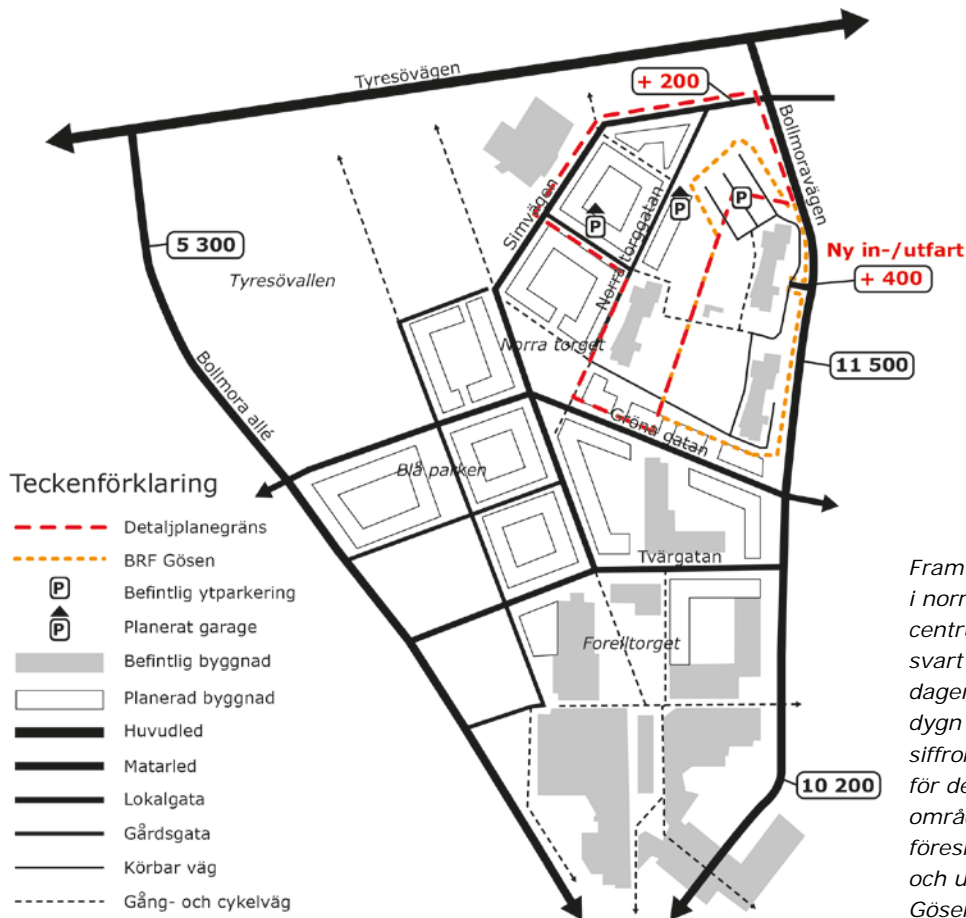 Tyresövägen
+ 200
Bollmoravägen
Simvägen
Norra torggatan
P
P
P
5 300
Tyresövallen
Ny in-/utfart
+ 400
Norra torget
11 500
Bollmora allé
Gröna gatan
Blå parken
Teckenförklaring
Detaljplanegräns
BRF Gösen
P Befintlig ytparkering
P Planerat garage
Befintlig byggnad
Planerad byggnad
Huvudled
Matarled
Lokalgata
Gårdsgata
Körbar väg
Gång- och cykelväg
Tvärgatan
Forelltorget
10 200
Fram
i norr
centru
svart
dagen
dygn
siffror
för de
områ
föresl
och u
Göser